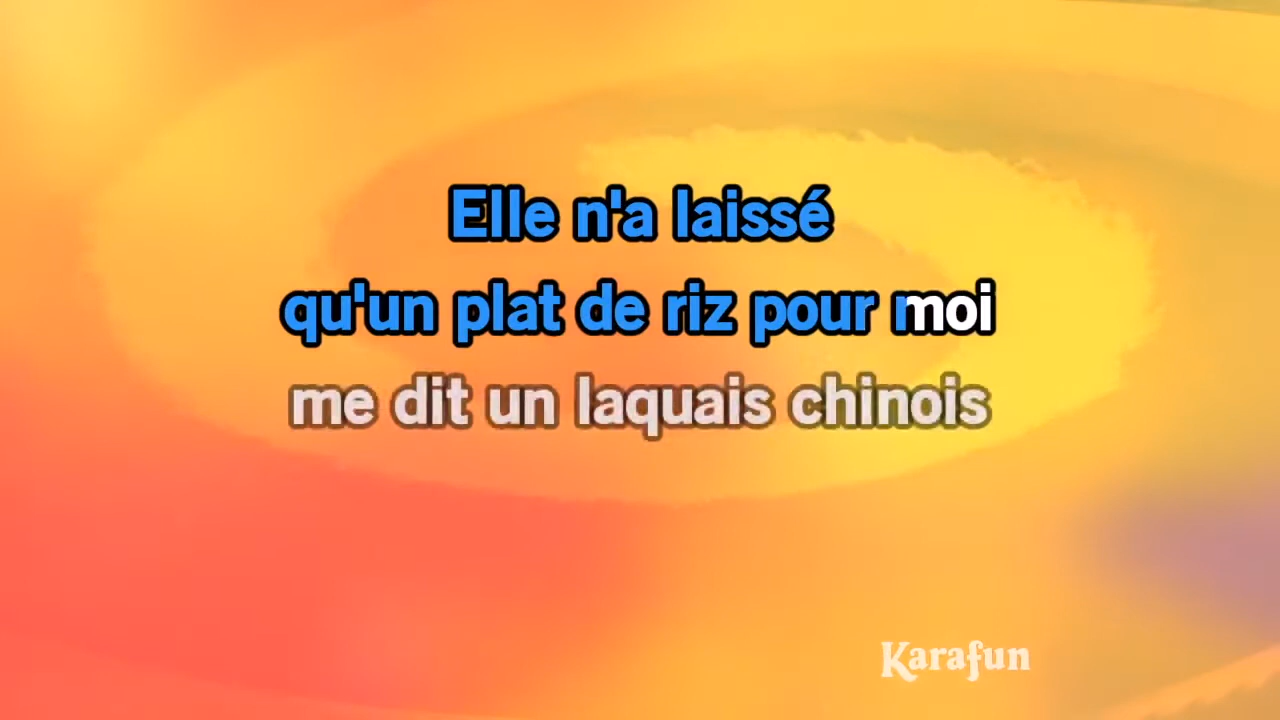 Elle n'a laissé
qu'un plat de riz pour moi
me dit un laquais chinois
Karafun